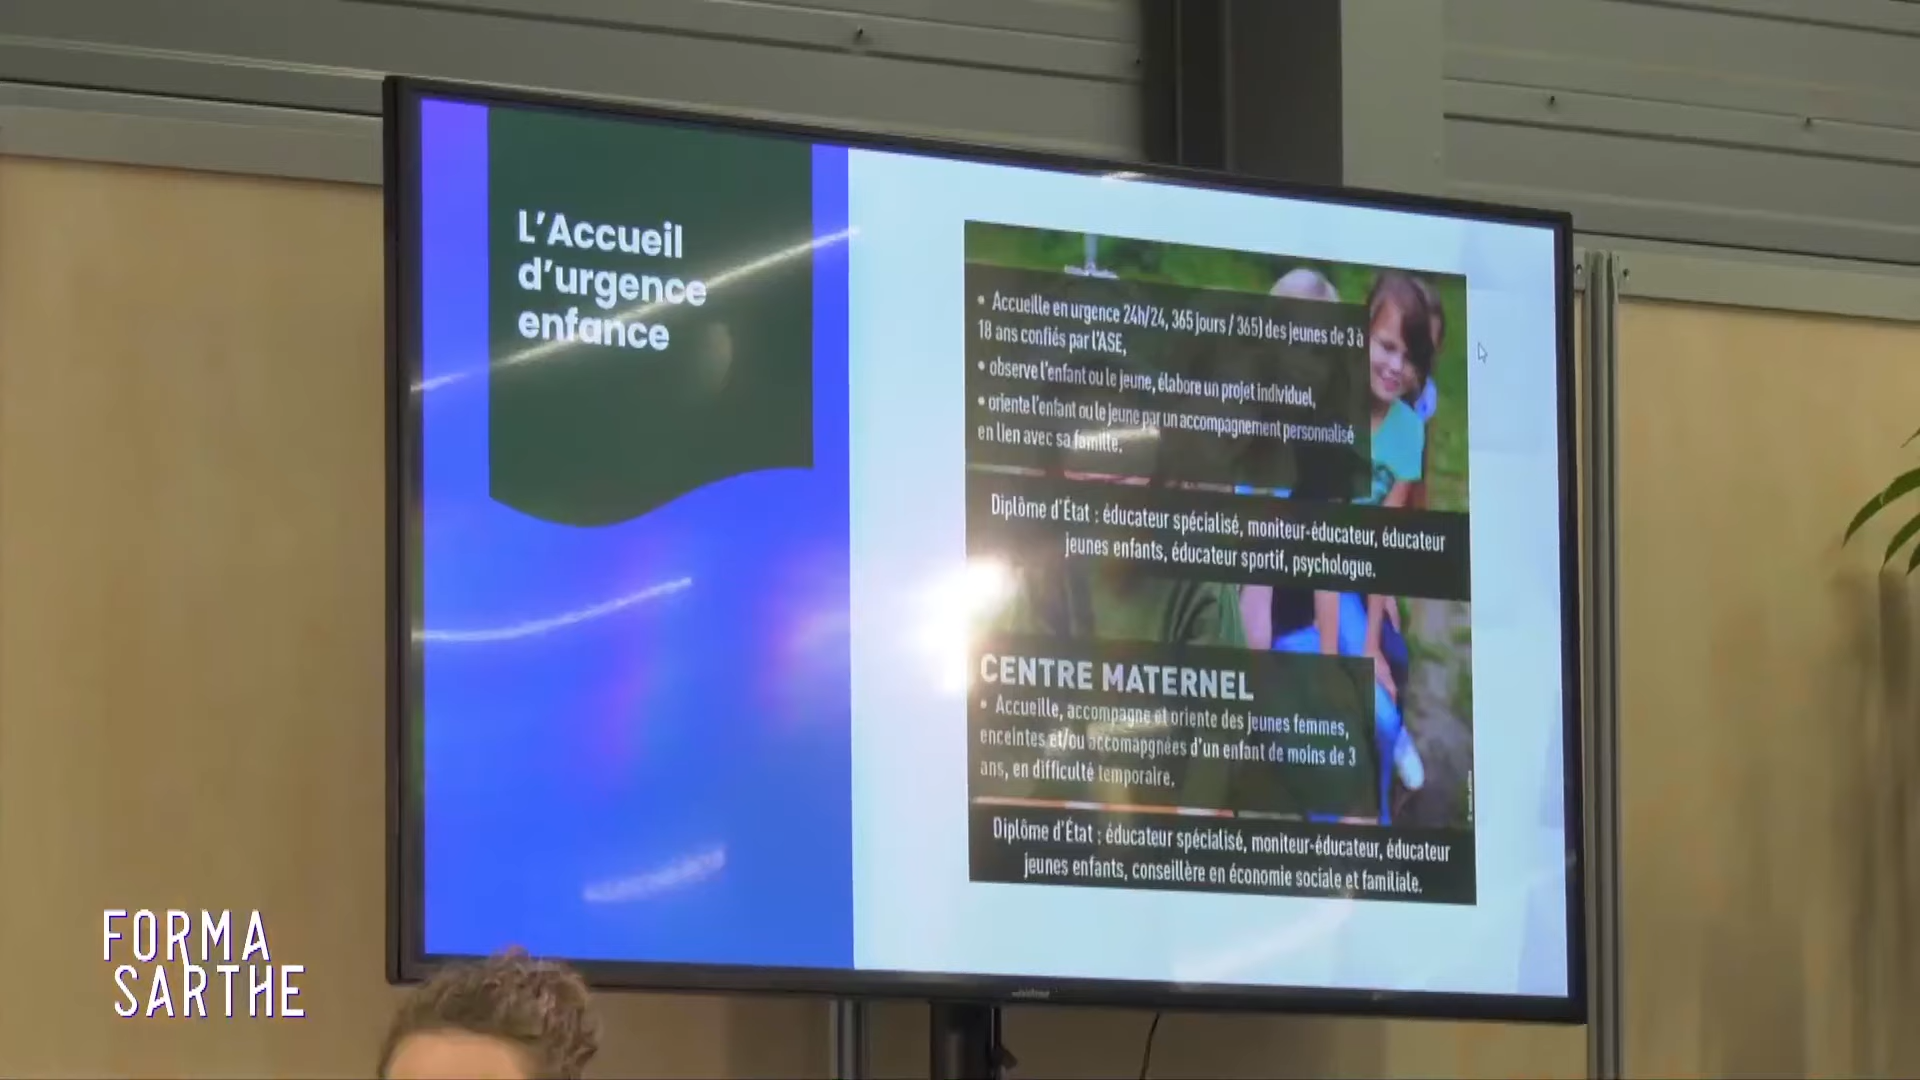 L'Accueil
d'urgence
enfance
• Accueille en urgence 24h/24, 365 jours / 365) des jeunes de 3 à
18 ans confiés par l'ASE,
• observe l'enfant ou le jeune, élabore un projet individuel,
• oriente l'enfant ou le jeune par un accompagnement personnalisé
en lien avec sa famille.
Diplôme d'État : éducateur spécialisé, moniteur-éducateur, éducateur
jeunes enfants, éducateur sportif, psychologue.
CENTRE MATERNEL
• Accueille, accompagne et oriente des jeunes femmes,
enceintes et/ou accomapgnées d'un enfant de moins de 3
ans, en difficulté temporaire.
Diplôme d'État : éducateur spécialisé, moniteur-éducateur, éducateur
jeunes enfants, conseillère en économie sociale et familiale.
FORMA
SARTHE